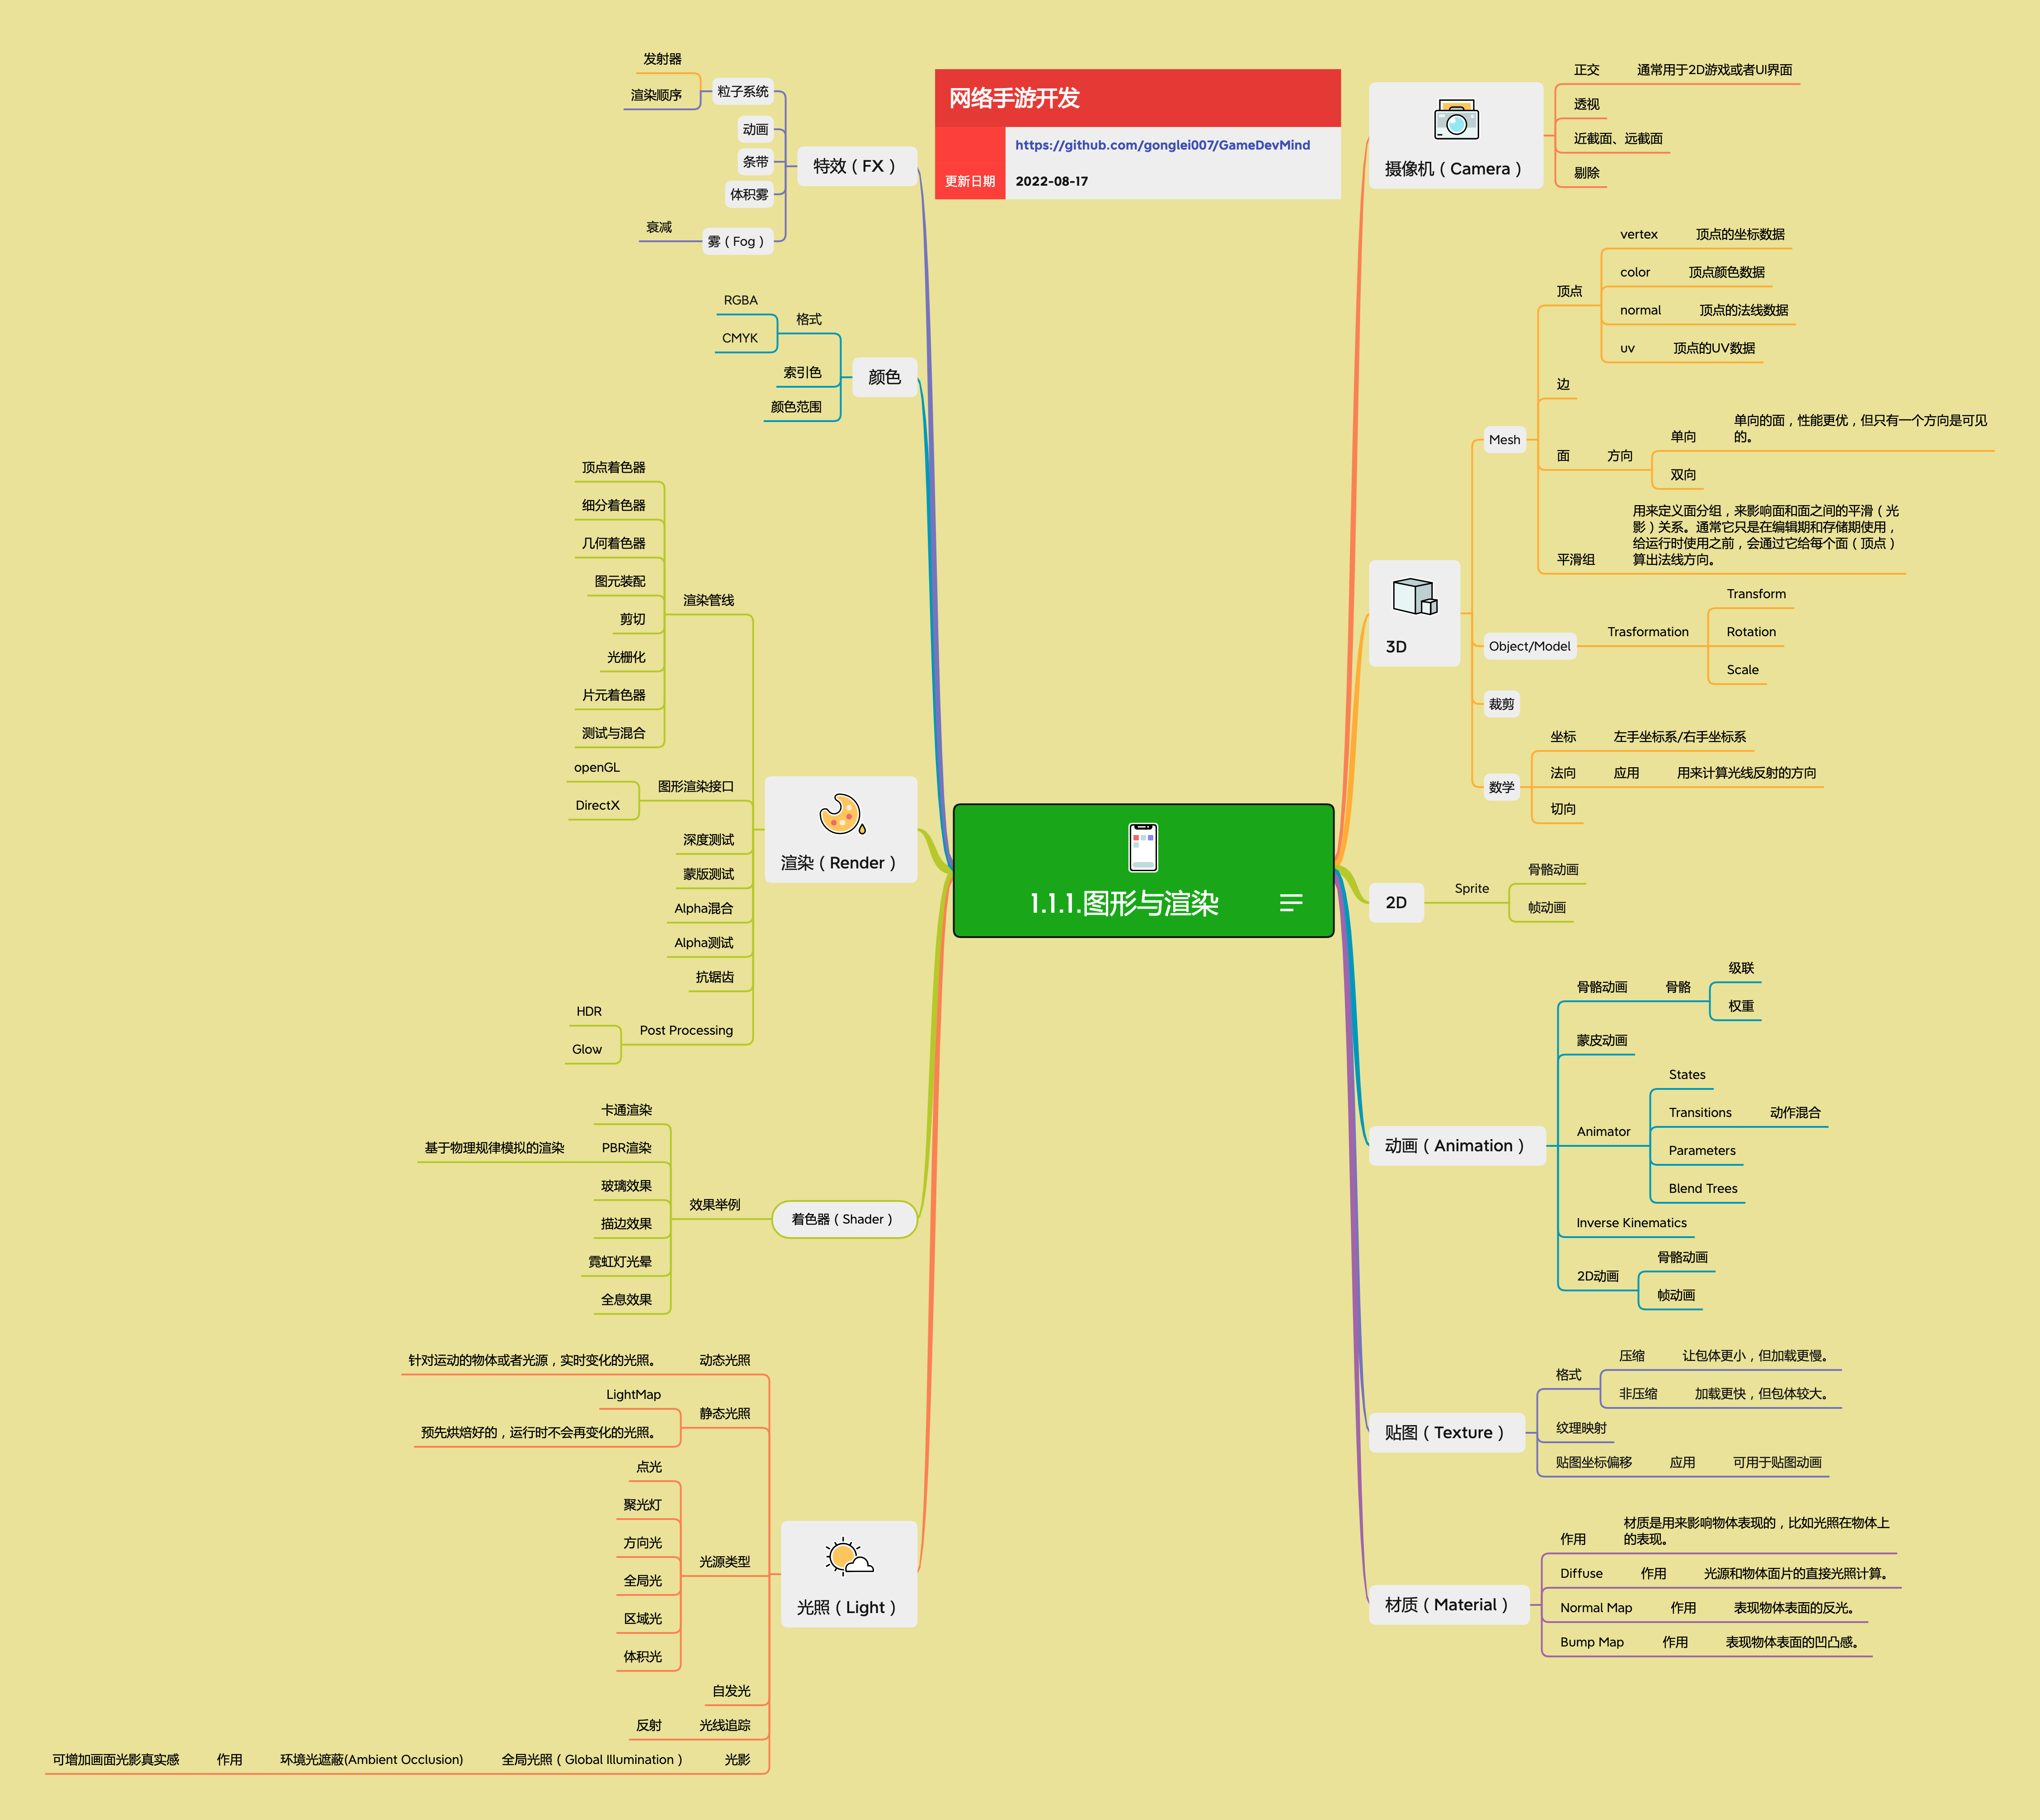 网络手游开发
https://github.com/gonglei007/GameDevMind
更新日期 2022-08-17
1.1.1.图形与渲染
摄像机（Camera）
正交 通常用于2D游戏或者UI界面
透视
近截面、远截面
剔除
3D
Mesh
顶点
vertex 顶点的坐标数据
color 顶点颜色数据
normal 顶点的法线数据
uv 顶点的UV数据
边
面 方向
单向
单向的面，性能更优，但只有一个方向是可见
的。
双向
平滑组
用来定义面分组，来影响面和面之间的平滑（光
影）关系。通常它只是在编辑期和存储期使用，
给运行时使用之前，会通过它给每个面（顶点）
算出法线方向。
Object/Model
Trasformation
Transform
Rotation
Scale
裁剪
数学
坐标 左手坐标系/右手坐标系
法向 应用 用来计算光线反射的方向
切向
2D
Sprite
骨骼动画
帧动画
动画（Animation）
骨骼动画 骨骼
级联
权重
蒙皮动画
Animator
States
Transitions 动作混合
Parameters
Blend Trees
Inverse Kinematics
2D动画
骨骼动画
帧动画
贴图（Texture）
格式
压缩 让包体更小，但加载更慢。
非压缩 加载更快，但包体较大。
纹理映射
贴图坐标偏移 应用 可用于贴图动画
材质（Material）
作用
材质是用来影响物体表现的，比如光照在物体上
的表现。
Diffuse 作用 光源和物体面片的直接光照计算。
Normal Map 作用 表现物体表面的反光。
Bump Map 作用 表现物体表面的凹凸感。
特效（FX）
粒子系统
发射器
渲染顺序
动画
条带
体积雾
雾（Fog）
衰减
颜色
格式
RGBA
CMYK
索引色
颜色范围
渲染（Render）
渲染管线
顶点着色器
细分着色器
几何着色器
图元装配
剪切
光栅化
片元着色器
测试与混合
图形渲染接口
openGL
DirectX
深度测试
蒙版测试
Alpha混合
Alpha测试
抗锯齿
Post Processing
HDR
Glow
着色器（Shader）
效果举例
卡通渲染
基于物理规律模拟的渲染 PBR渲染
玻璃效果
描边效果
霓虹灯光晕
全息效果
光照（Light）
针对运动的物体或者光源，实时变化的光照。 动态光照
静态光照
LightMap
预先烘焙好的，运行时不会再变化的光照。
光源类型
点光
聚光灯
方向光
全局光
区域光
体积光
自发光
反射 光线追踪
可增加画面光影真实感 作用 环境光遮蔽(Ambient Occlusion) 全局光照（Global Illumination） 光影